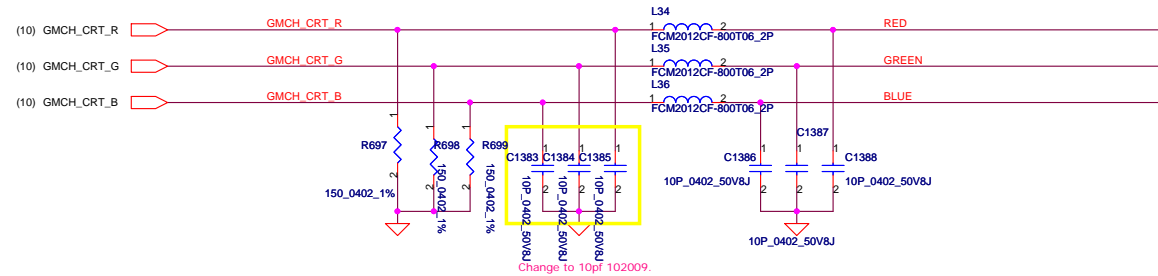 L34
(10) GMCH_CRT_R GMCH_CRT_R 1 2 RED
FCM2012CF-800T06_2P
L35
(10) GMCH_CRT_G GMCH_CRT_G 1 2 GREEN
FCM2012CF-800T06_2P
L36
(10) GMCH_CRT_B GMCH_CRT_B 1 2 BLUE
FCM2012CF-800T06_2P
R697 1 2 150_0402_1%
R698 1 2 150_0402_1%
R699 1 2 150_0402_1%
C1383 1 2 10P_0402_50V8J
C1384 1 2 10P_0402_50V8J
C1385 1 2 10P_0402_50V8J
C1386 1 2 10P_0402_50V8J
C1387 1 2 10P_0402_50V8J
C1388 1 2 10P_0402_50V8J
Change to 10pf 102009.